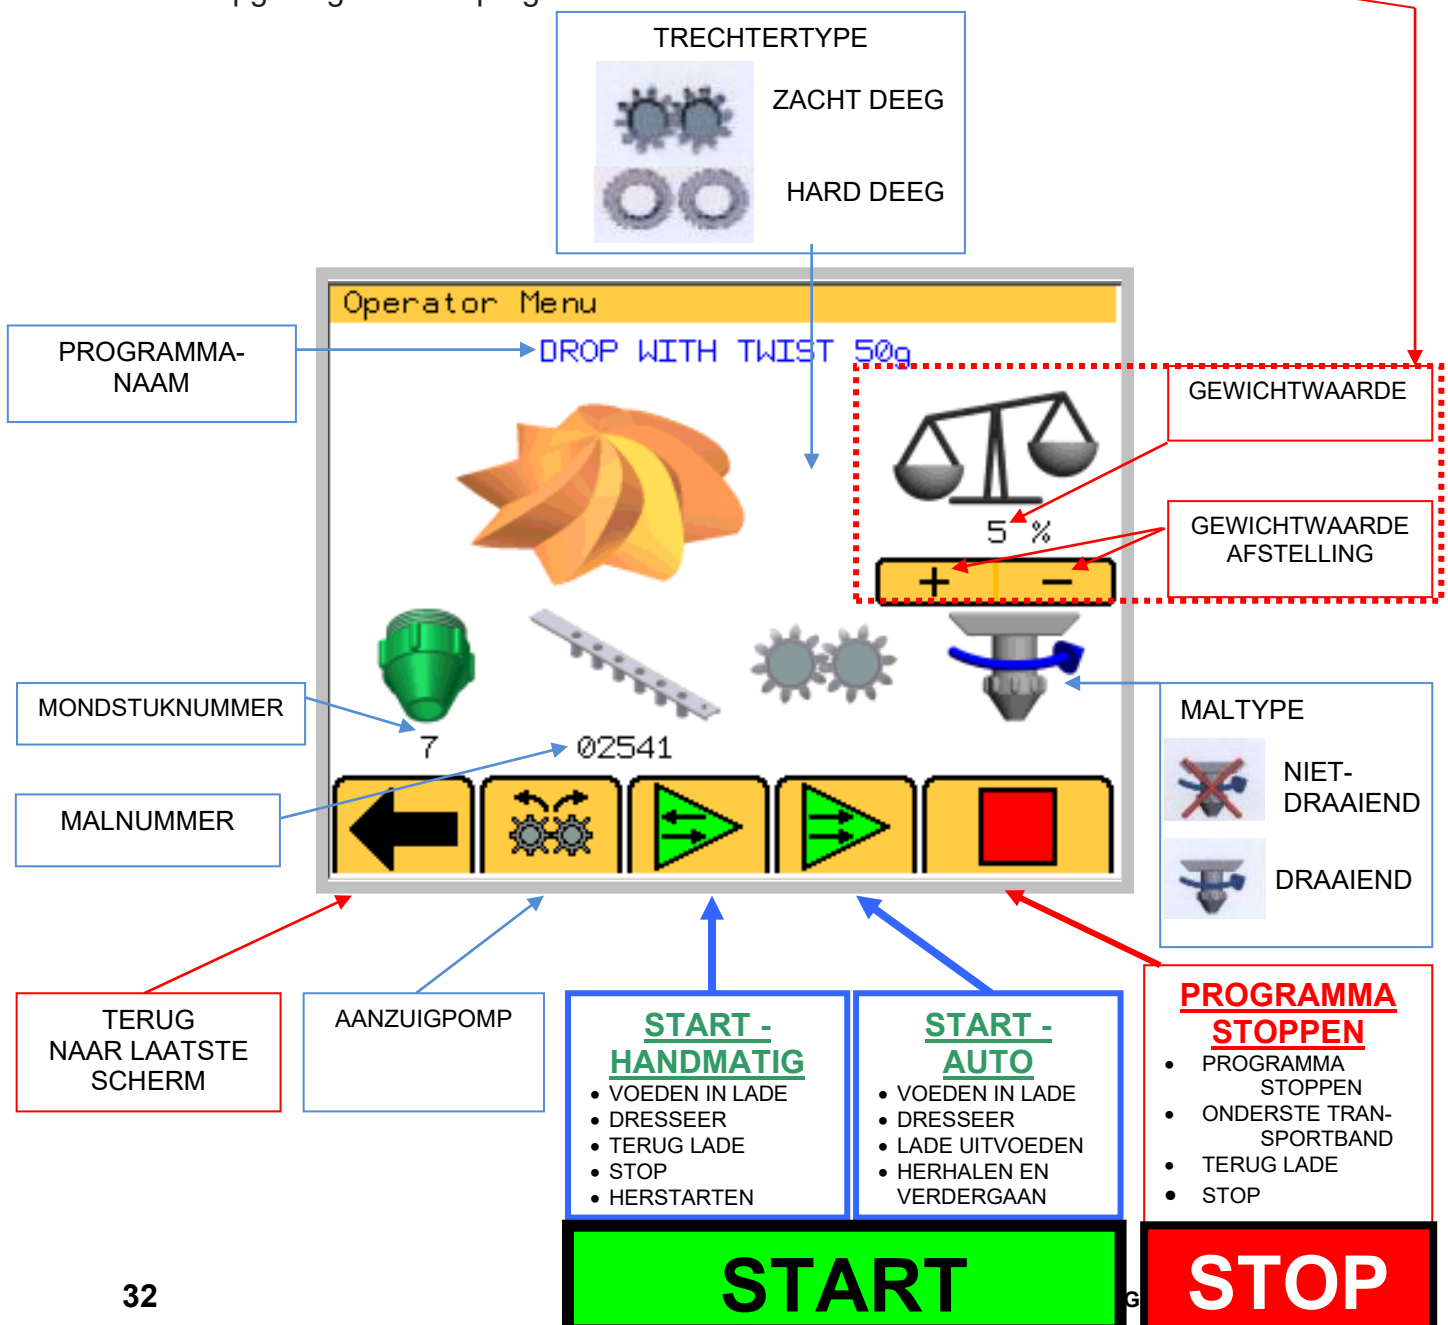 TRECHTERTYPE
ZACHT DEEG
HARD DEEG
Operator Menu
DROP WITH TWIST 50g
PROGRAMMA-
NAAM
GEWICHTWAARDE
5 %
GEWICHTWAARDE
AFSTELLING
+ -
MONDSTUKNUMMER
7
02541
MALNUMMER
MALTYPE
NIET-
DRAAIEND
DRAAIEND
TERUG
NAAR LAATSTE
SCHERM
AANZUIGPOMP
START -
HANDMATIG
• VOEDEN IN LADE
• DRESSEER
• TERUG LADE
• STOP
• HERSTARTEN
START -
AUTO
• VOEDEN IN LADE
• DRESSEER
• LADE UITVOEDEN
• HERHALEN EN
VERDERGAAN
PROGRAMMA
STOPPEN
• PROGRAMMA
STOPPEN
• ONDERSTE TRAN-
SPORTBAND
• TERUG LADE
• STOP
START
STOP
32
G